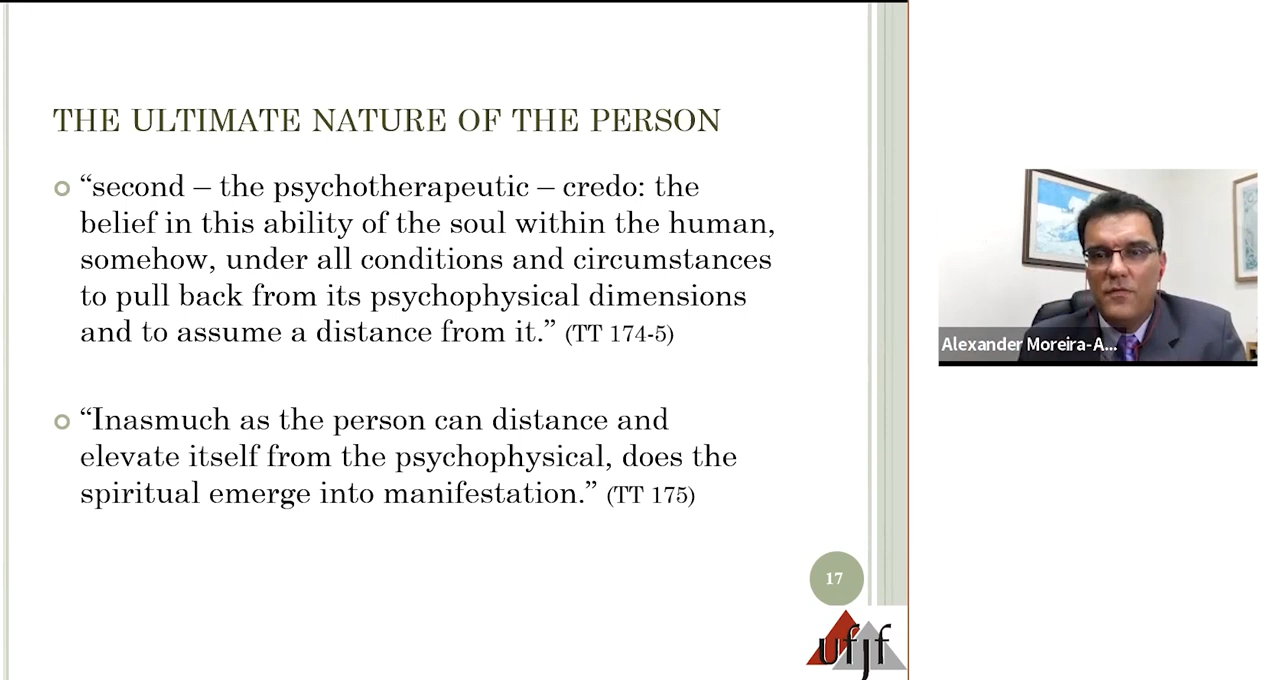 THE ULTIMATE NATURE OF THE PERSON
“second – the psychotherapeutic – credo: the
belief in this ability of the soul within the human,
somehow, under all conditions and circumstances
to pull back from its psychophysical dimensions
and to assume a distance from it.” (TT 174-5)
“Inasmuch as the person can distance and
elevate itself from the psychophysical, does the
spiritual emerge into manifestation.” (TT 175)
17
ufjf
Alexander Moreira-A...